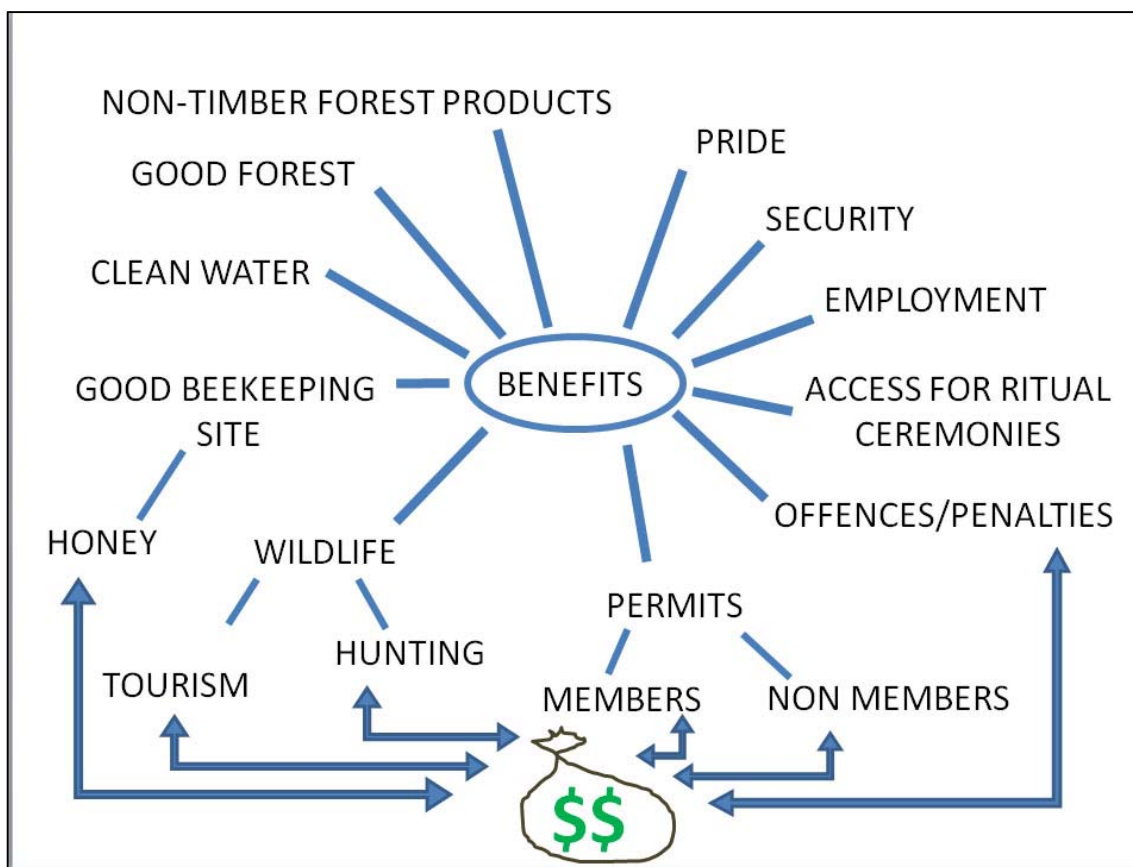 NON-TIMBER FOREST PRODUCTS
PRIDE
GOOD FOREST
SECURITY
CLEAN WATER
EMPLOYMENT
BENEFITS
GOOD BEEKEEPING
SITE
ACCESS FOR RITUAL
CEREMONIES
OFFENCES/PENALTIES
HONEY
WILDLIFE
PERMITS
HUNTING
TOURISM
MEMBERS
NON MEMBERS
$$